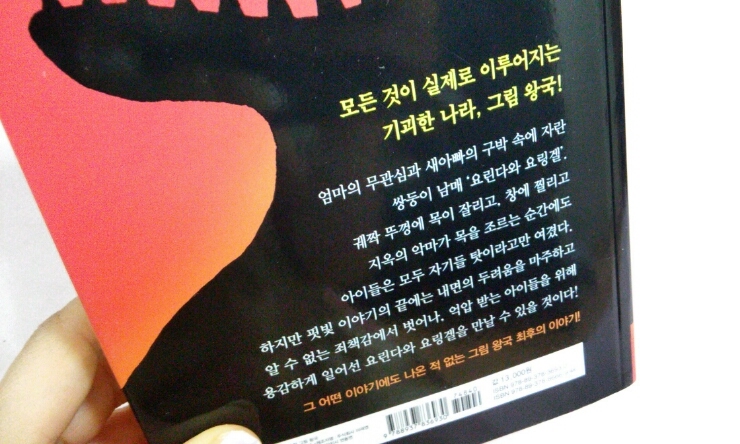 모든 것이 실제로 이루어지는
기괴한 나라, 그림 왕국!
엄마의 무관심과 새아빠의 구박 속에 자란
쌍둥이 남매 '요린다와 요링겔'.
궤짝 뚜껑에 목이 잘리고, 창에 찔리고
지옥의 악마가 목을 조르는 순간에도
아이들은 모두 자기들 탓이라고만 여겼다.
하지만 핏빛 이야기의 끝에는 내면의 두려움을 마주하고
알 수 없는 죄책감에서 벗어나, 억압 받는 아이들을 위해
용감하게 일어선 요린다와 요링겔을 만날 수 있을 것이다!
그 어떤 이야기에도 나온 적 없는 그림 왕국 최후의 이야기!
값 13,000원
74840